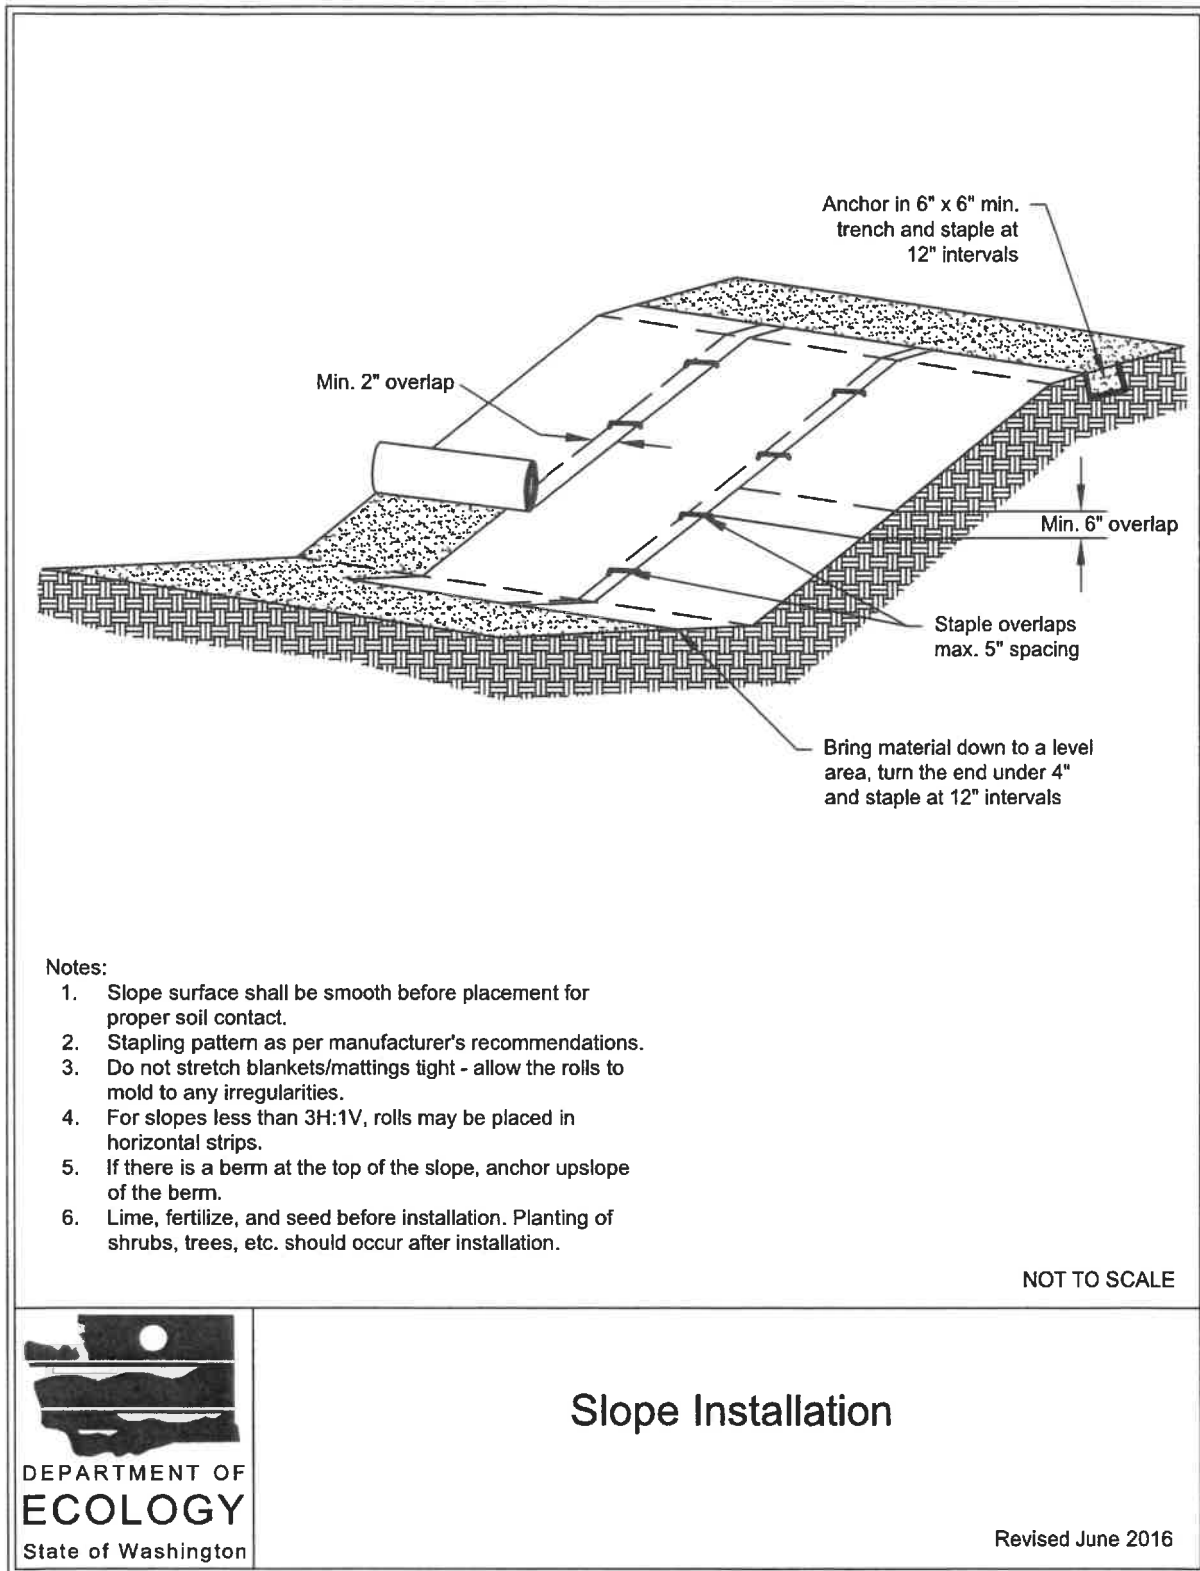 Anchor in 6" x 6" min.
trench and staple at
12" intervals
Min. 2" overlap
Min. 6" overlap
Staple overlaps
max. 5" spacing
Bring material down to a level
area, turn the end under 4"
and staple at 12" intervals
Notes:
1. Slope surface shall be smooth before placement for
proper soil contact.
2. Stapling pattern as per manufacturer's recommendations.
3. Do not stretch blankets/mattings tight - allow the rolls to
mold to any irregularities.
4. For slopes less than 3H:1V, rolls may be placed in
horizontal strips.
5. If there is a berm at the top of the slope, anchor upslope
of the berm.
6. Lime, fertilize, and seed before installation. Planting of
shrubs, trees, etc. should occur after installation.
NOT TO SCALE
DEPARTMENT OF
ECOLOGY
State of Washington
Slope Installation
Revised June 2016